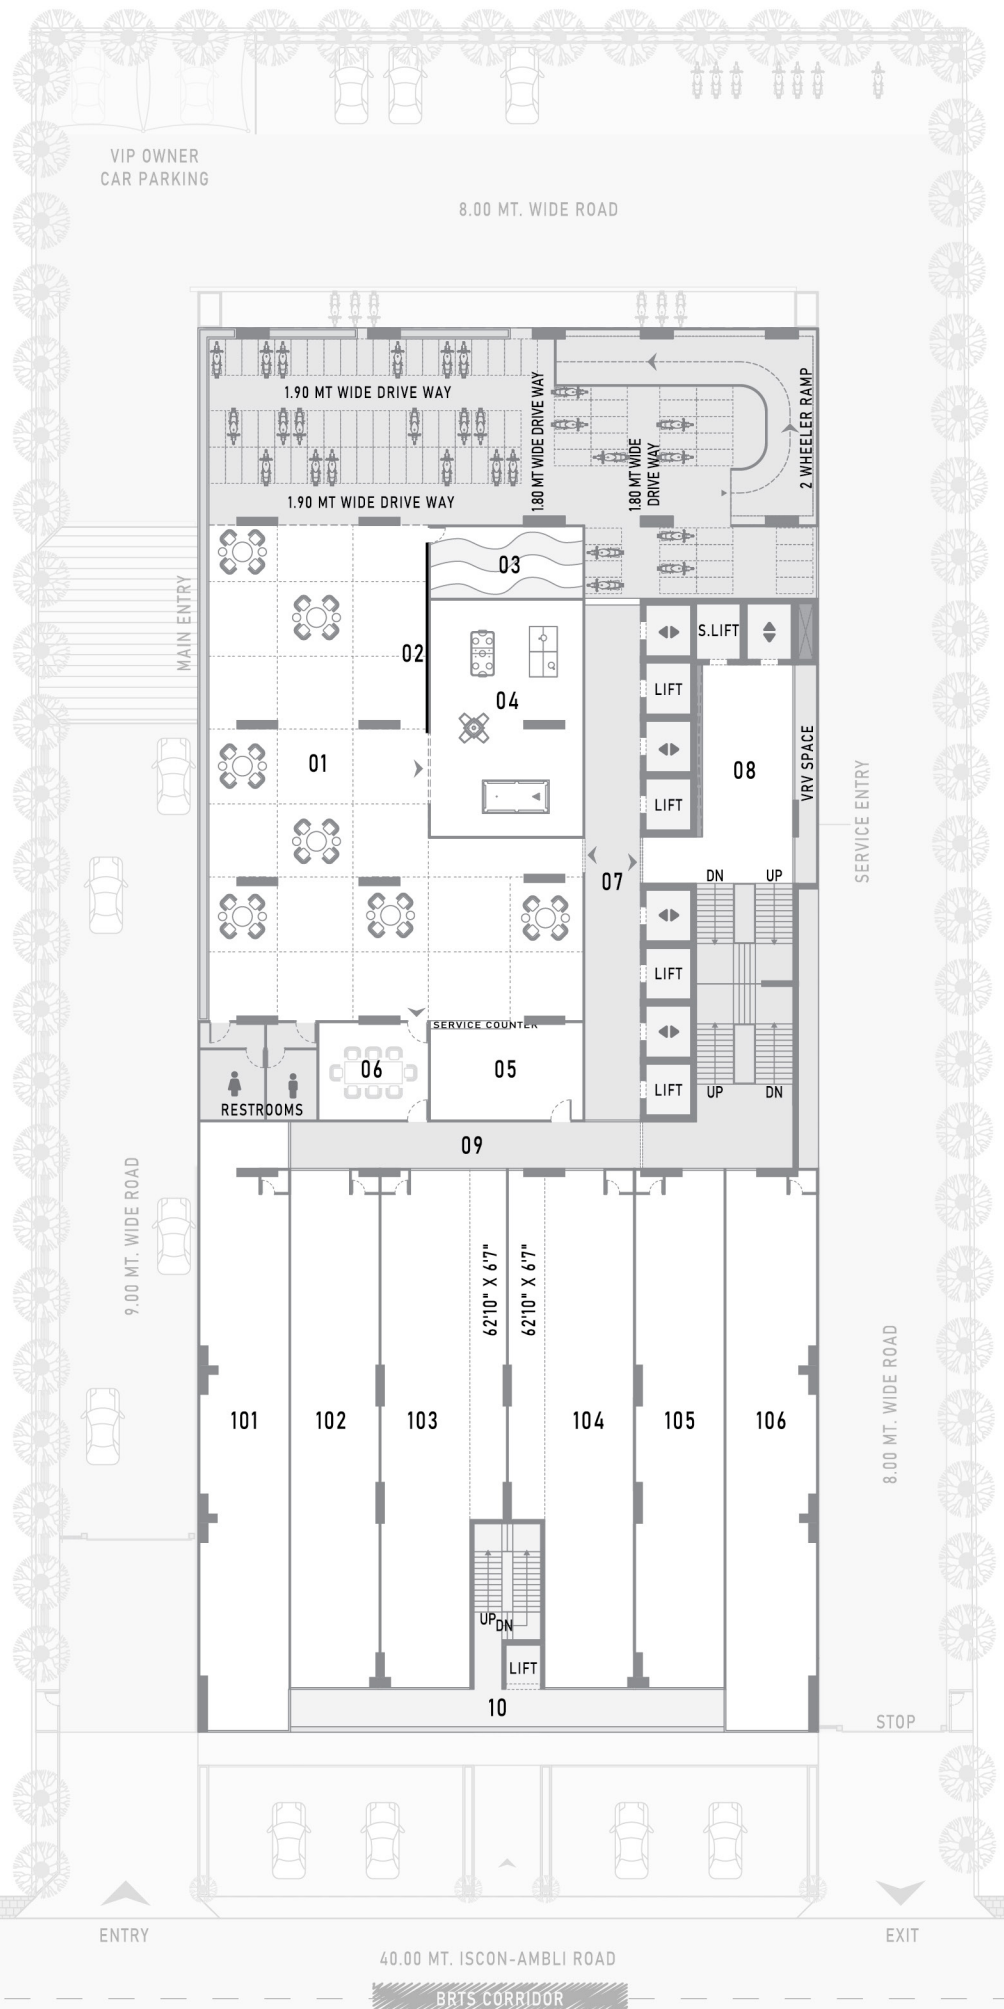 VIP OWNER
CAR PARKING
8.00 MT. WIDE ROAD
1.90 MT WIDE DRIVE WAY
1.80 MT WIDE DRIVE WAY
2 WHEELER RAMP
1.80 MT WIDE
DRIVE WAY
1.90 MT WIDE DRIVE WAY
03
MAIN ENTRY
02
S.LIFT
LIFT
04
01
08
VRV SPACE
LIFT
SERVICE ENTRY
07
DN
UP
LIFT
SERVICE COUNTER
06
05
LIFT
UP
DN
RESTROOMS
09
9.00 MT. WIDE ROAD
62'10" X 6'7"
62'10" X 6'7"
8.00 MT. WIDE ROAD
101
102
103
104
105
106
UP
DN
LIFT
10
STOP
ENTRY
EXIT
40.00 MT. ISCON-AMBLI ROAD
BRTS CORRIDOR